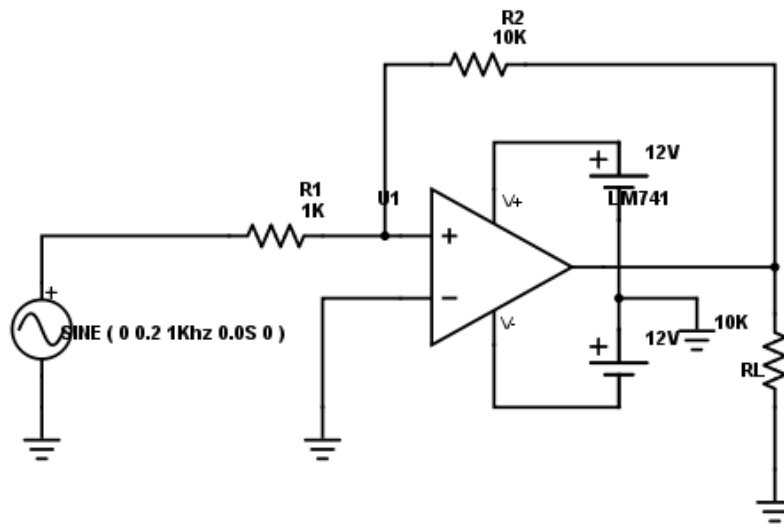 R2
10K
12V
+
R1
1K
U1
V+
LM741
+
−
+
SINE ( 0 0.2 1Khz 0.0S 0 )
V-
+
12V
10K
RL